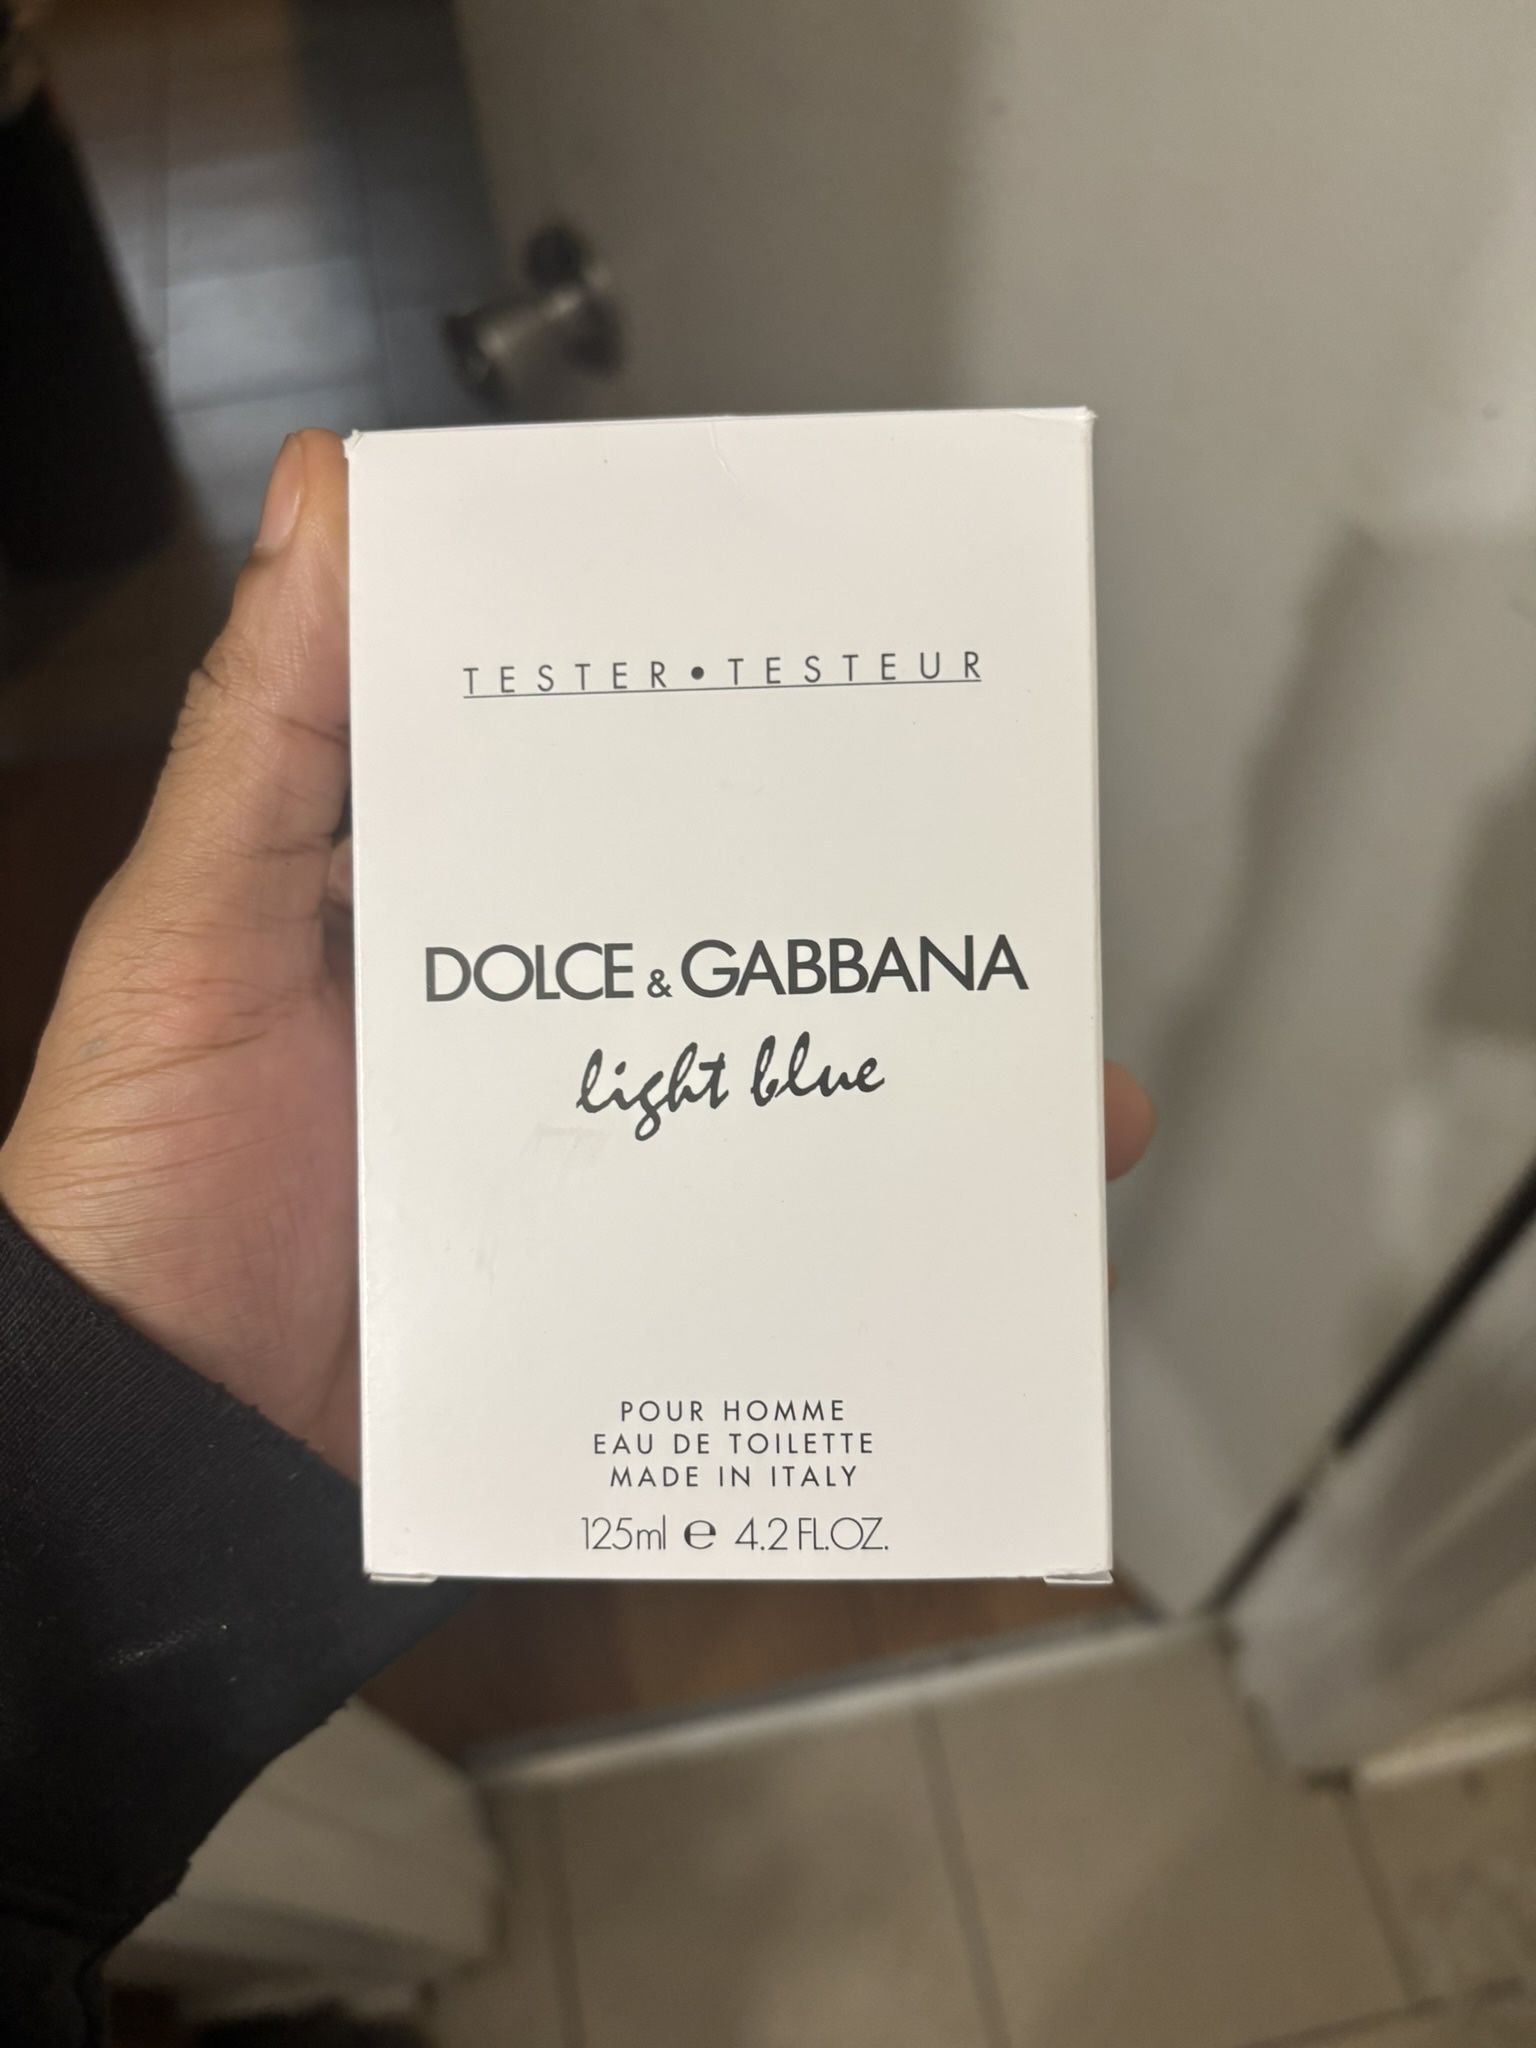 TESTER • TESTEUR
DOLCE & GABBANA
light blue
POUR HOMME
EAU DE TOILETTE
MADE IN ITALY
125ml ℮ 4.2 FL.OZ.